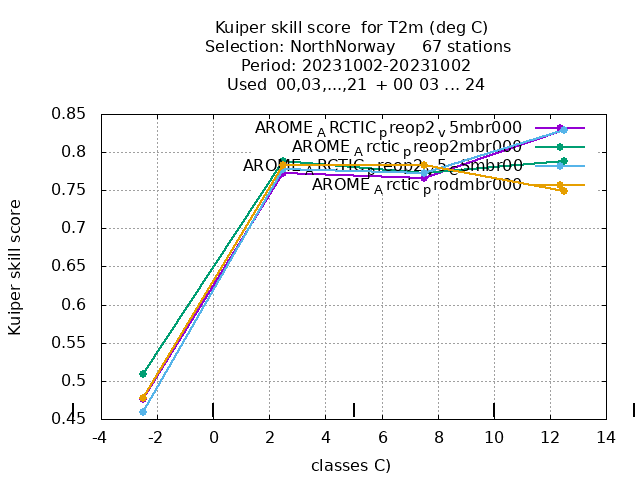 Kuiper skill score  for T2m (deg C)
Selection: NorthNorway      67 stations
Period: 20231002-20231002
Used  00,03,...,21  + 00 03 ... 24
0.85
0.8
0.75
0.7
0.65
0.6
0.55
0.5
0.45
Kuiper skill score
AROME_ARCTIC_preop2_v5mbr000
AROME_Arctic_preop2mbr000
AROME_Arctic_prodmbr000
-4 -2 0 2 4 6 8 10 12 14
classes C)